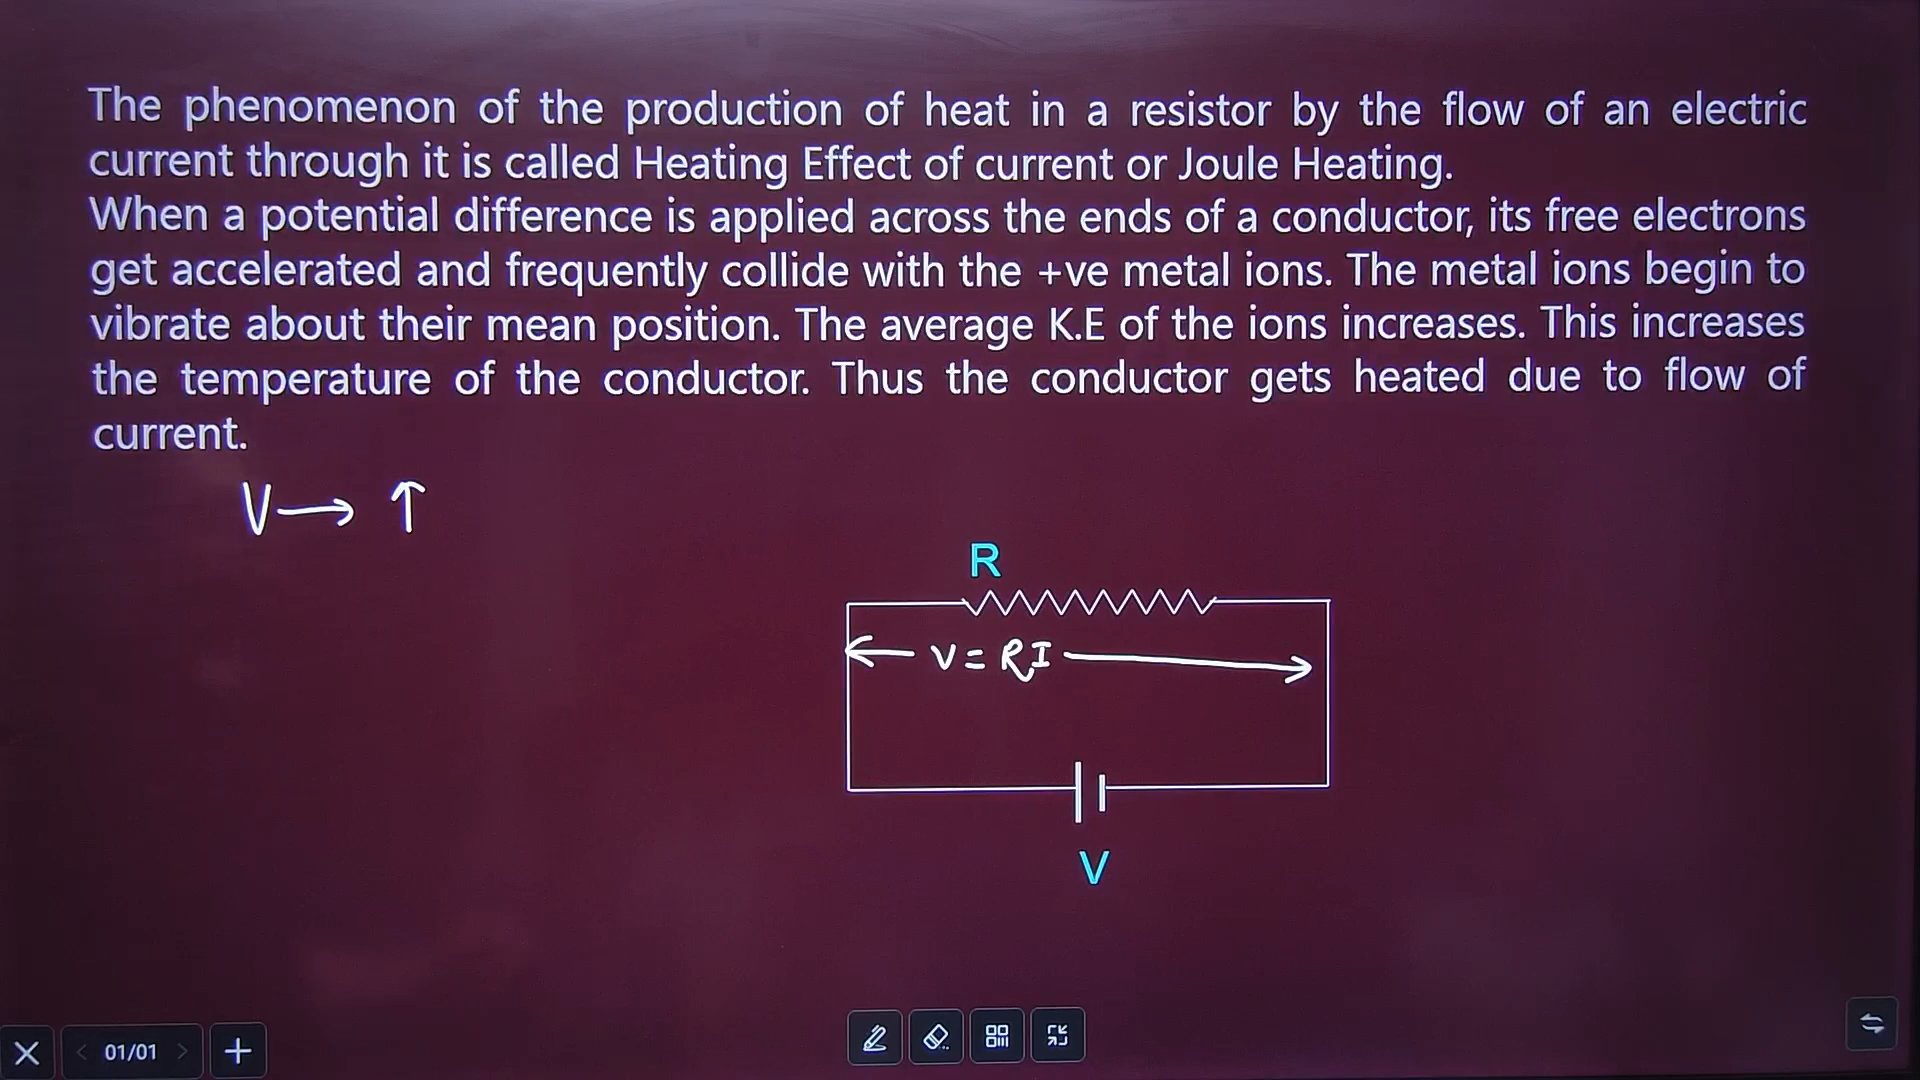 The phenomenon of the production of heat in a resistor by the flow of an electric
current through it is called Heating Effect of current or Joule Heating.
When a potential difference is applied across the ends of a conductor, its free electrons
get accelerated and frequently collide with the +ve metal ions. The metal ions begin to
vibrate about their mean position. The average K.E of the ions increases. This increases
the temperature of the conductor. Thus the conductor gets heated due to flow of
current.
V → ↑
R
← V = RI →
V
01/01